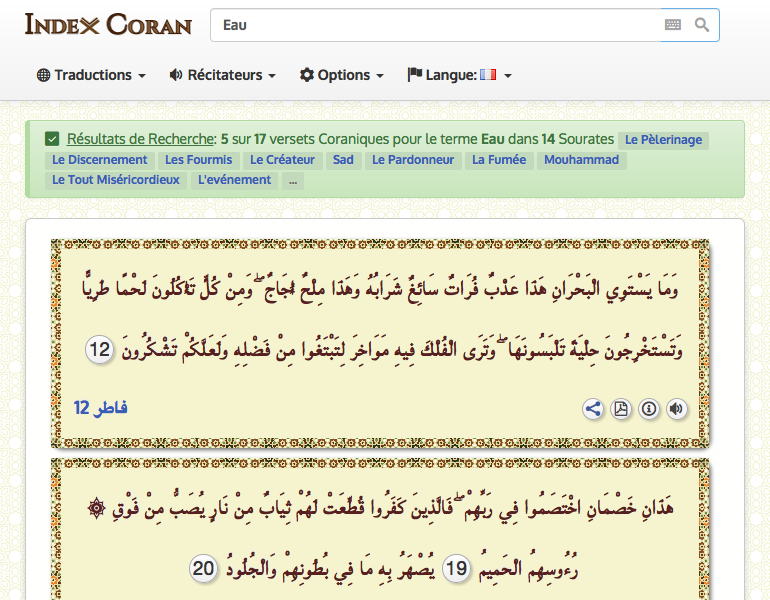 INDEX CORAN
Eau
Traductions Récitateurs Options Langue:
Résultats de Recherche: 5 sur 17 versets Coraniques pour le terme Eau dans 14 Sourates Le Pèlerinage
Le Discernement Les Fourmis Le Créateur Sad Le Pardonneur La Fumée Mouhammad
Le Tout Miséricordieux L'evénement ...
وَمَا يَسْتَوِي الْبَحْرَانِ هَذَا عَذْبٌ فُرَاتٌ سَائِغٌ شَرَابُهُ وَهَذَا مِلْحٌ أُجَاجٌ ۖ وَمِنْ كُلٍّ تَأْكُلُونَ لَحْمًا طَرِيًّا
وَتَسْتَخْرِجُونَ حِلْيَةً تَلْبَسُونَهَا ۖ وَتَرَى الْفُلْكَ فِيهِ مَوَاخِرَ لِتَبْتَغُوا مِنْ فَضْلِهِ وَلَعَلَّكُمْ تَشْكُرُونَ 12
فاطر 12
هَذَانِ خَصْمَانِ اخْتَصَمُوا فِي رَبِّهِمْ ۖ فَالَّذِينَ كَفَرُوا قُطِّعَتْ لَهُمْ ثِيَابٌ مِنْ نَارٍ يُصَبُّ مِنْ فَوْقِ ۞
رُءُوسِهِمُ الْحَمِيمُ 19 يُصْهَرُ بِهِ مَا فِي بُطُونِهِمْ وَالْجُلُودُ 20